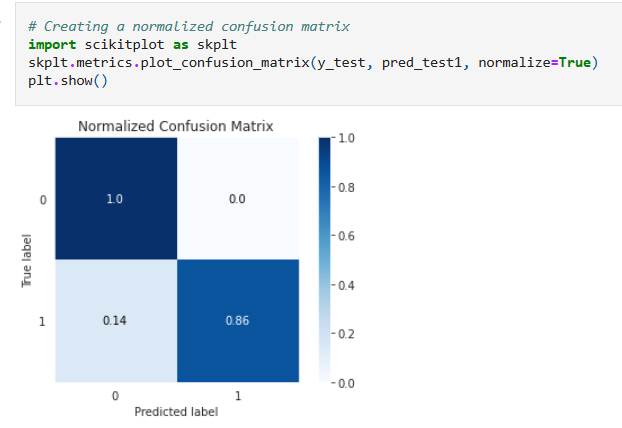 # Creating a normalized confusion matrix
import scikitplot as skplt
skplt.metrics.plot_confusion_matrix(y_test, pred_test1, normalize=True)
plt.show()
Normalized Confusion Matrix
1.0
0.8
0.6
0.4
0.2
0.0
True label
0
1.0
0.0
1
0.14
0.86
0
1
Predicted label